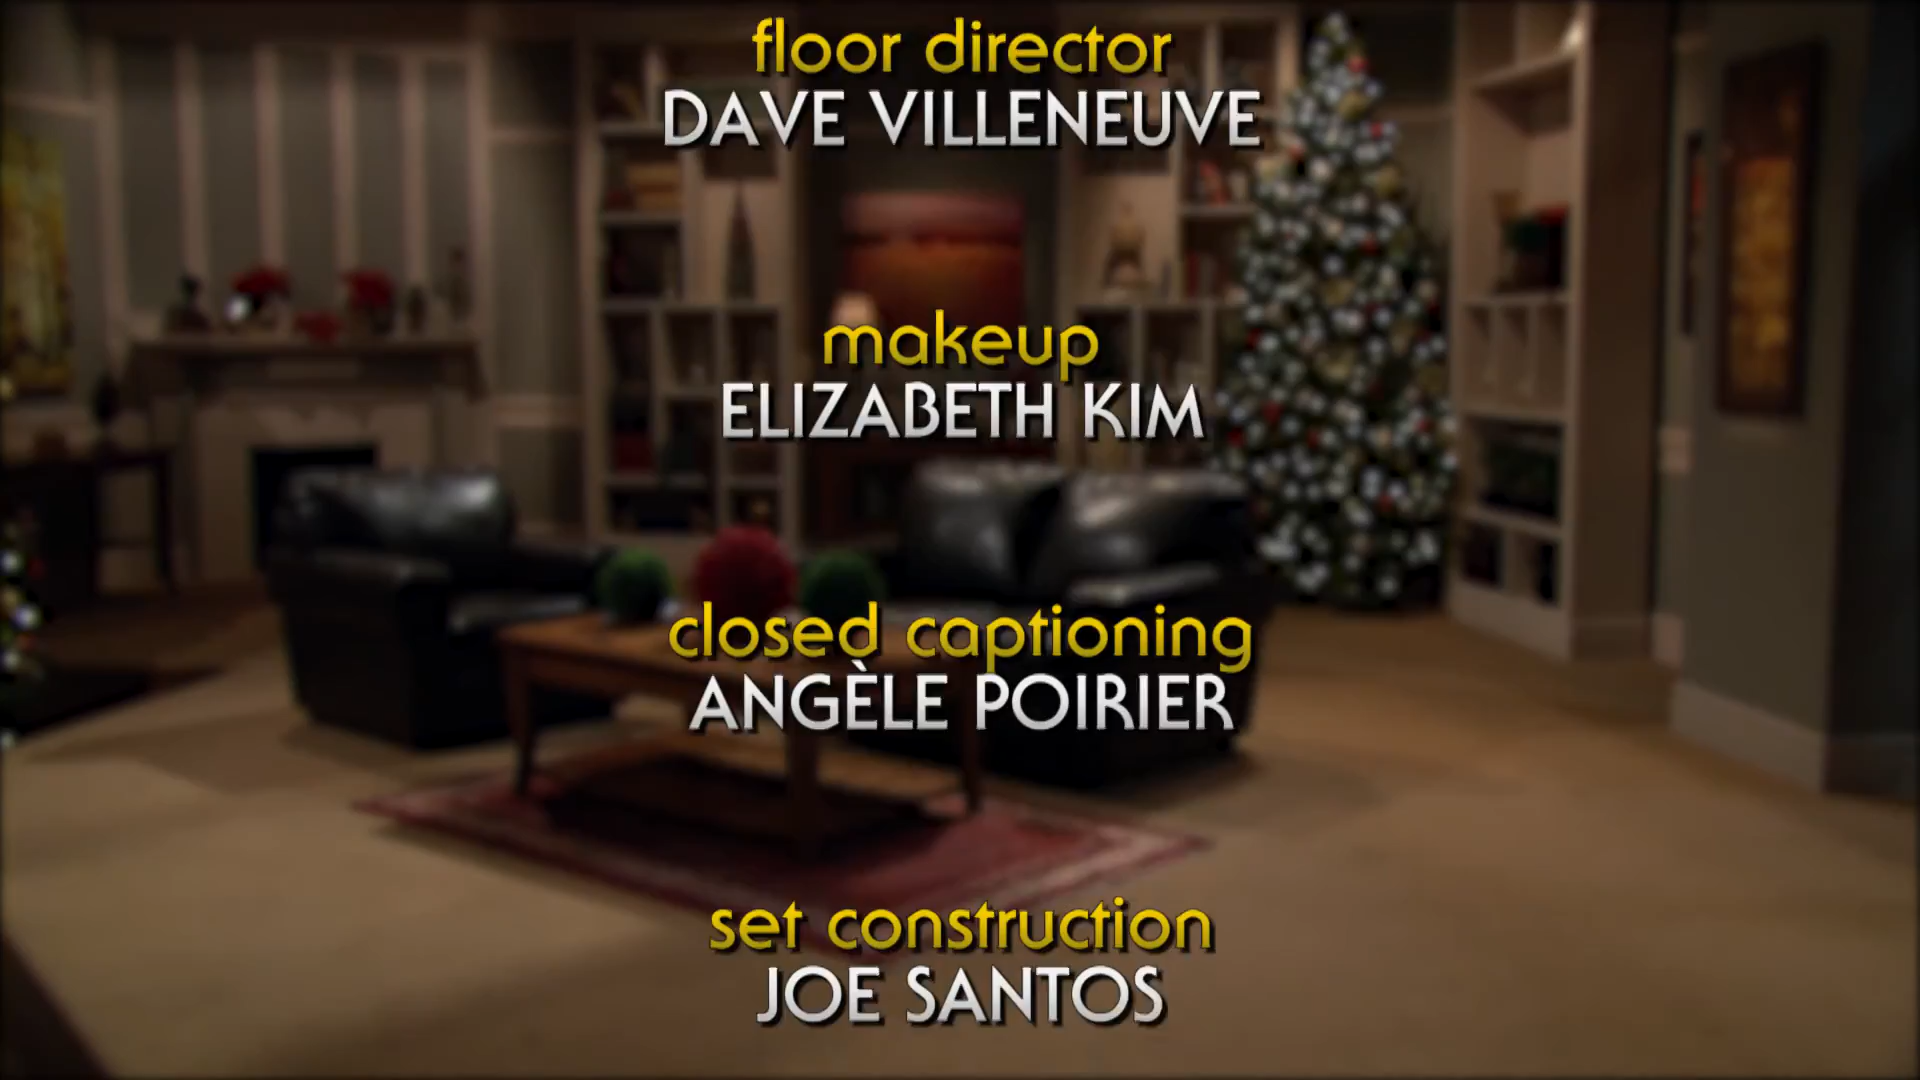 floor director
DAVE VILLENEUVE
makeup
ELIZABETH KIM
closed captioning
ANGÈLE POIRIER
set construction
JOE SANTOS